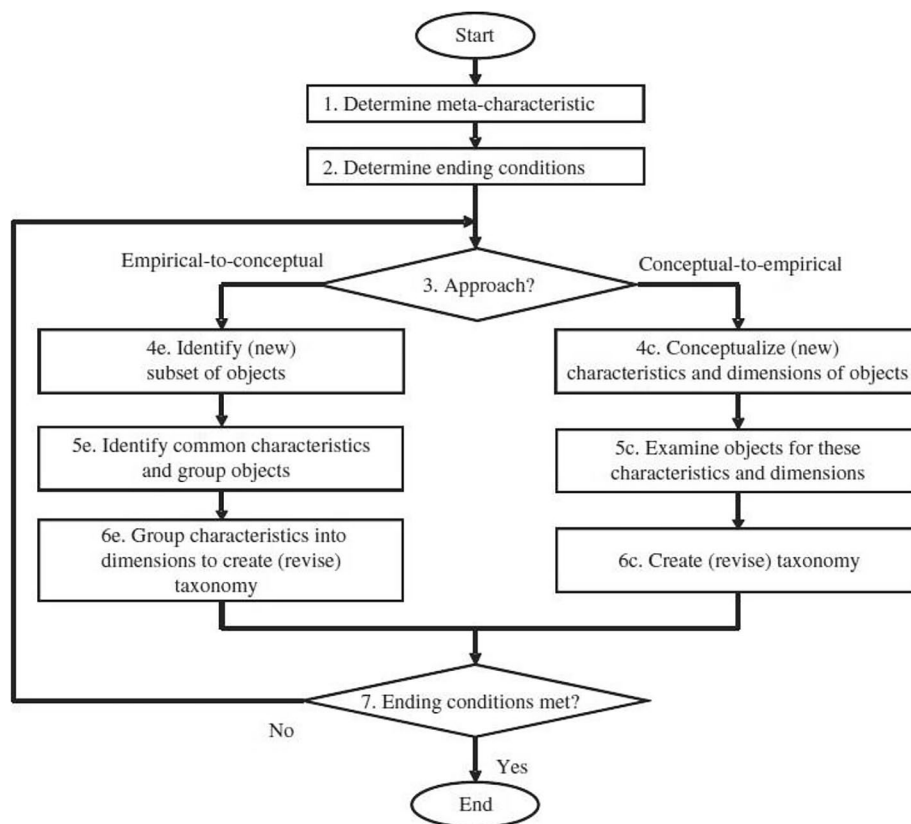 Start
1. Determine meta-characteristic
2. Determine ending conditions
Empirical-to-conceptual
Conceptual-to-empirical
3. Approach?
4e. Identify (new)
subset of objects
4c. Conceptualize (new)
characteristics and dimensions of objects
5e. Identify common characteristics
and group objects
5c. Examine objects for these
characteristics and dimensions
6e. Group characteristics into
dimensions to create (revise)
taxonomy
6c. Create (revise) taxonomy
7. Ending conditions met?
No
Yes
End